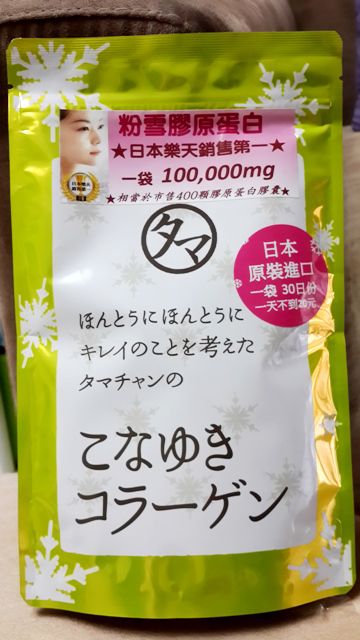 粉雪膠原蛋白
★日本樂天銷售第一★
一袋 100,000mg
★相當於市售400顆膠原蛋白膠囊★
タマ
日本
原裝進口
一袋 30日份
一天不到20元
ほんとうにほんとうに
キレイのことを考えた
タマチャンの
こなゆき
コラーゲン